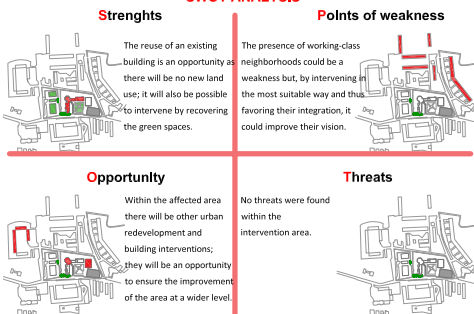 SWOT ANALYSIS
Strenghts
The reuse of an existing
building is an opportunity as
there will be no new land
use; it will also be possible
to intervene by recovering
the green spaces.
Points of weakness
The presence of working-class
neighborhoods could be a
weakness but, by intervening in
the most suitable way and thus
favoring their integration, it
could improve their vision.
Opportunity
Within the affected area
there will be other urban
redevelopment and
building interventions;
they will be an opportunity
to ensure the improvement
of the area at a wider level.
Threats
No threats were found
within the
intervention area.